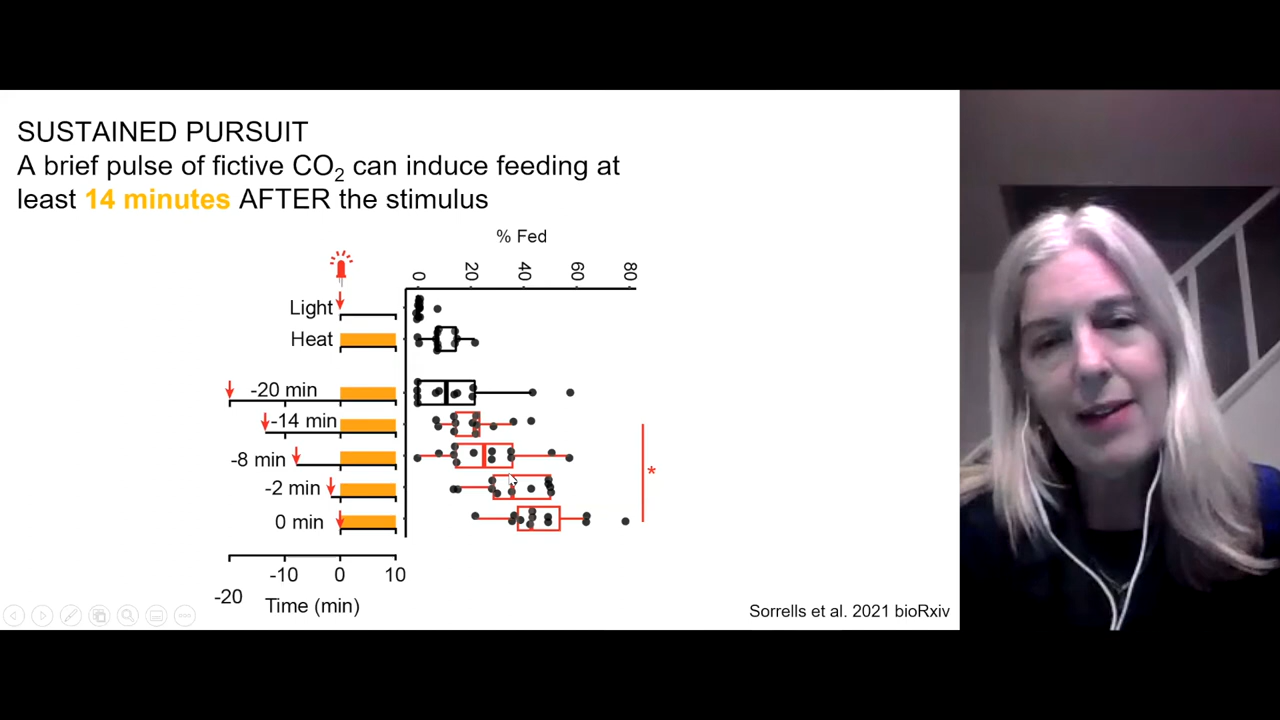 SUSTAINED PURSUIT
A brief pulse of fictive CO₂ can induce feeding at
least 14 minutes AFTER the stimulus
% Fed
0 20 40 60 80
Light
Heat
-20 min
-14 min
-8 min
-2 min
0 min
-10 0 10
-20
Time (min)
*
Sorrells et al. 2021 bioRxiv